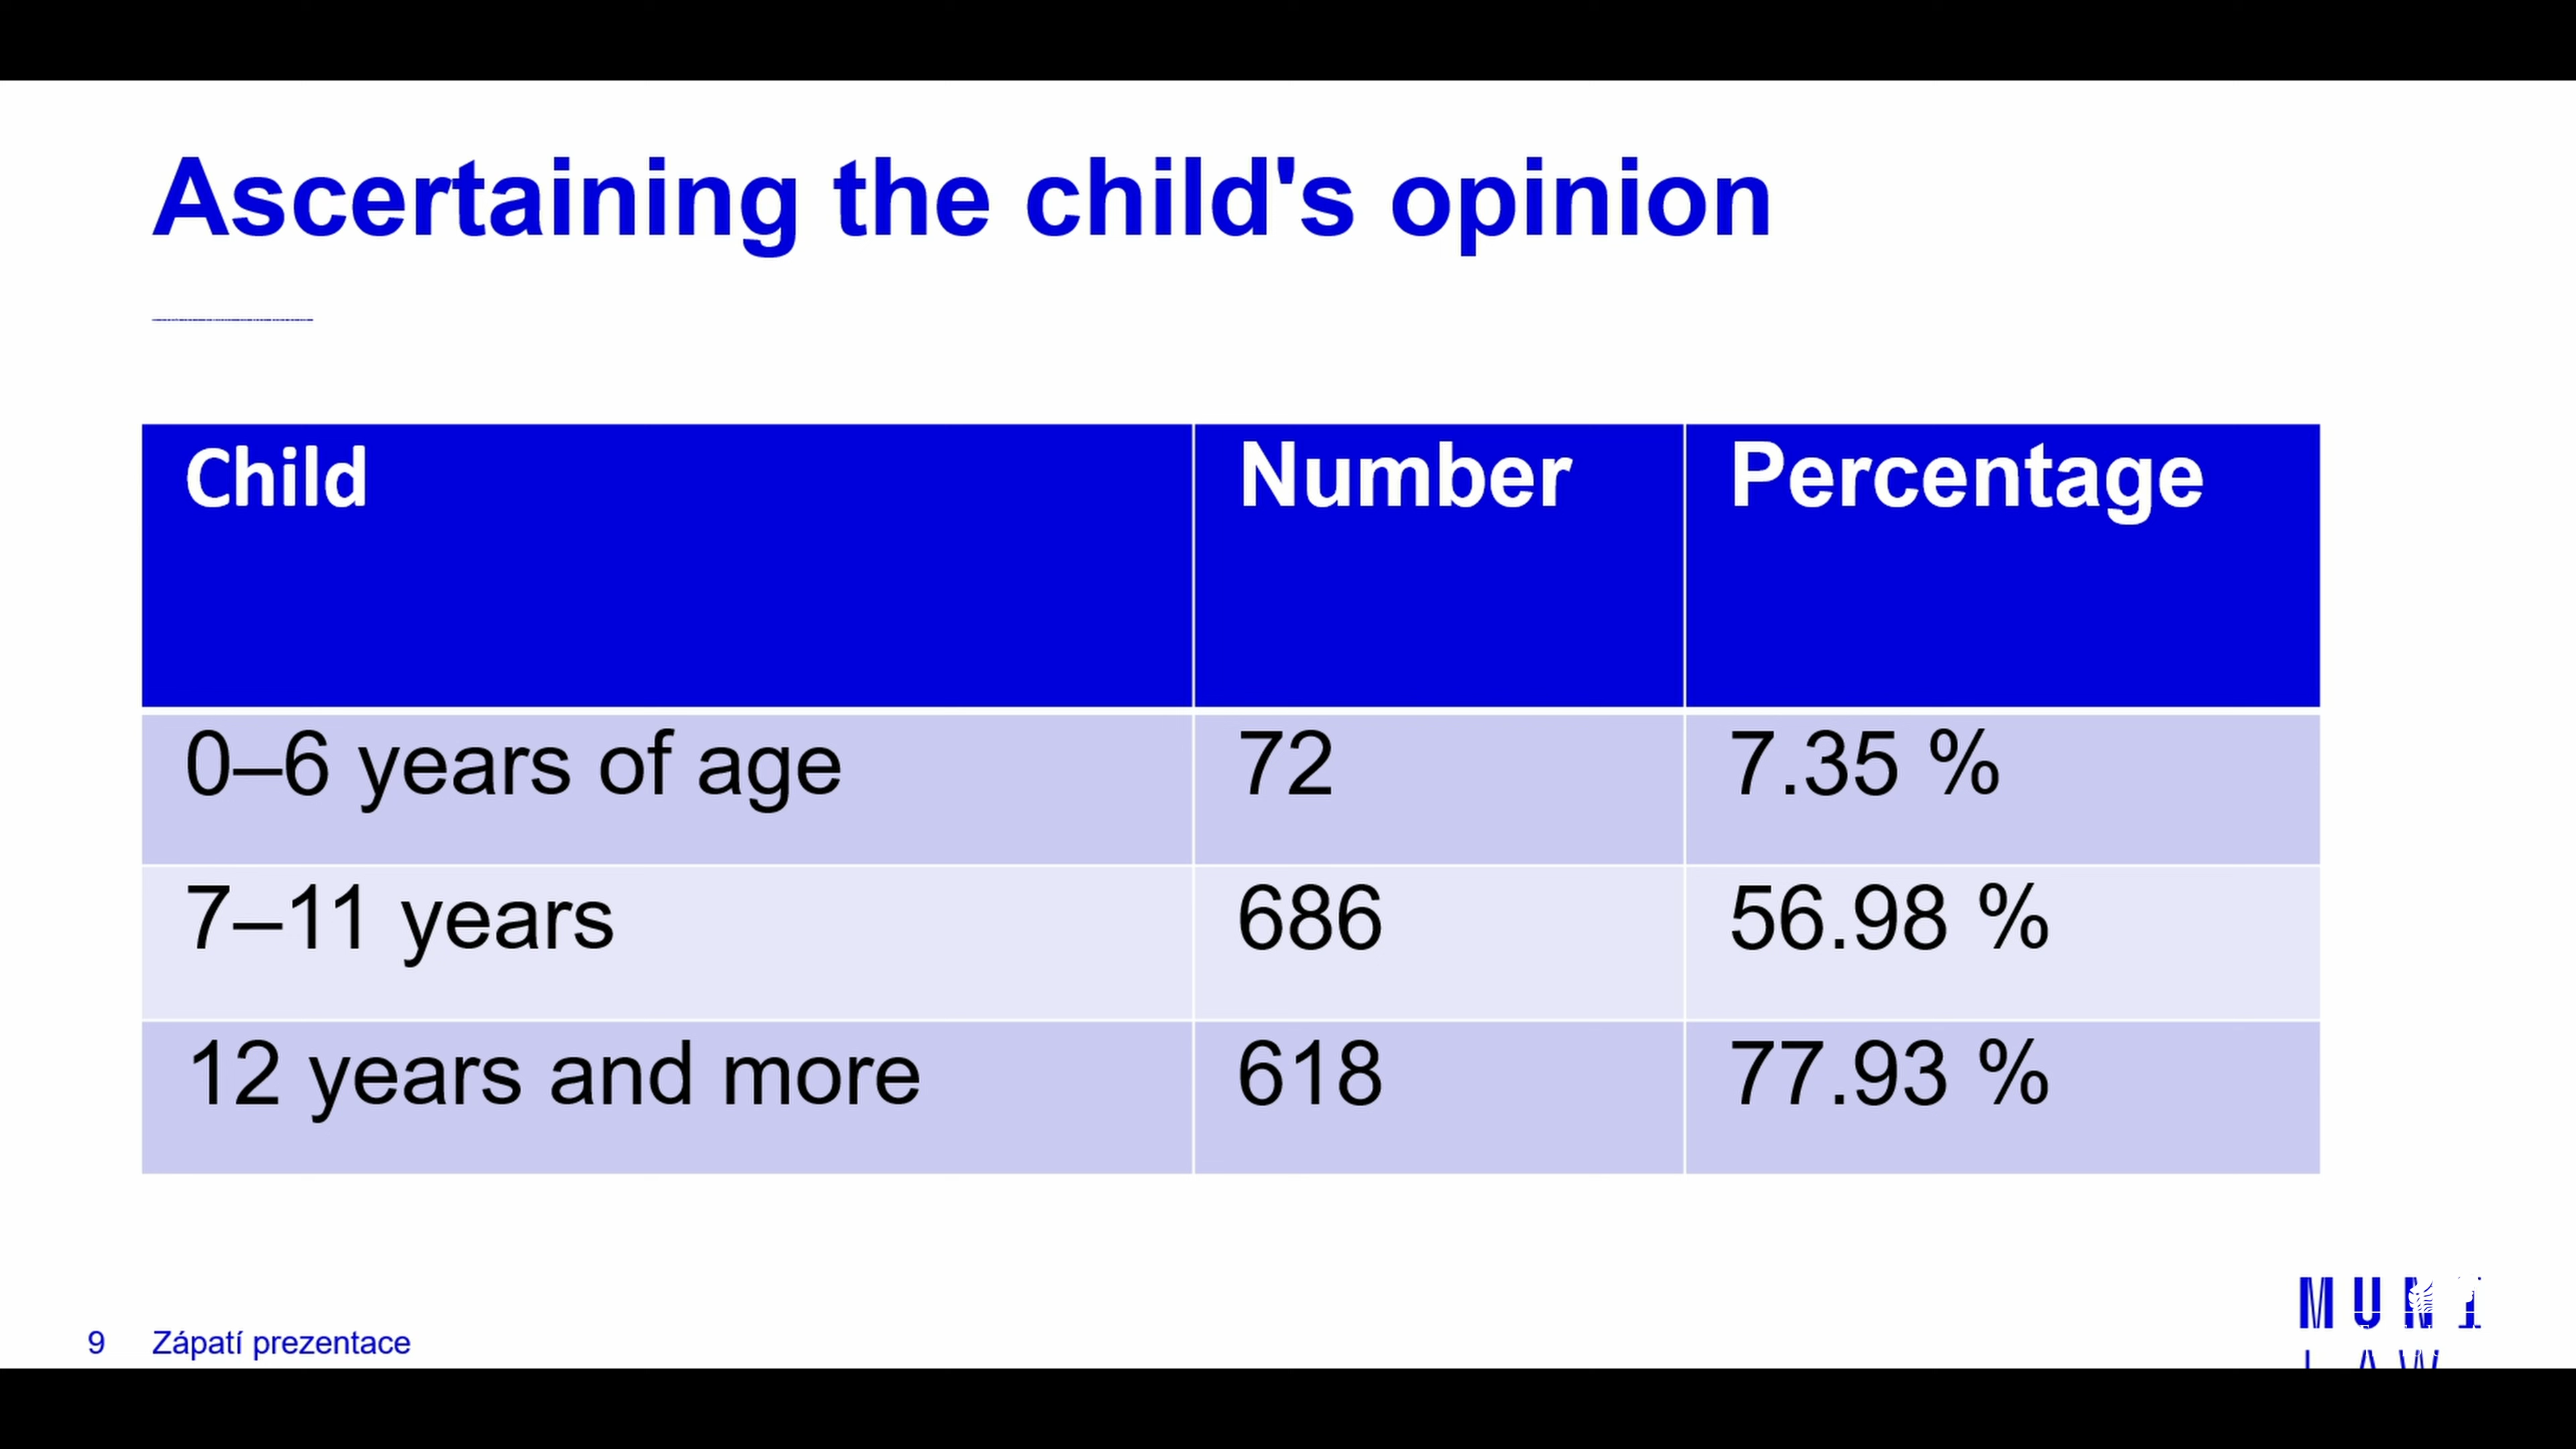 Ascertaining the child's opinion
Child Number Percentage
0–6 years of age 72 7.35 %
7–11 years 686 56.98 %
12 years and more 618 77.93 %
9 Zápatí prezentace
MUNI
LAW